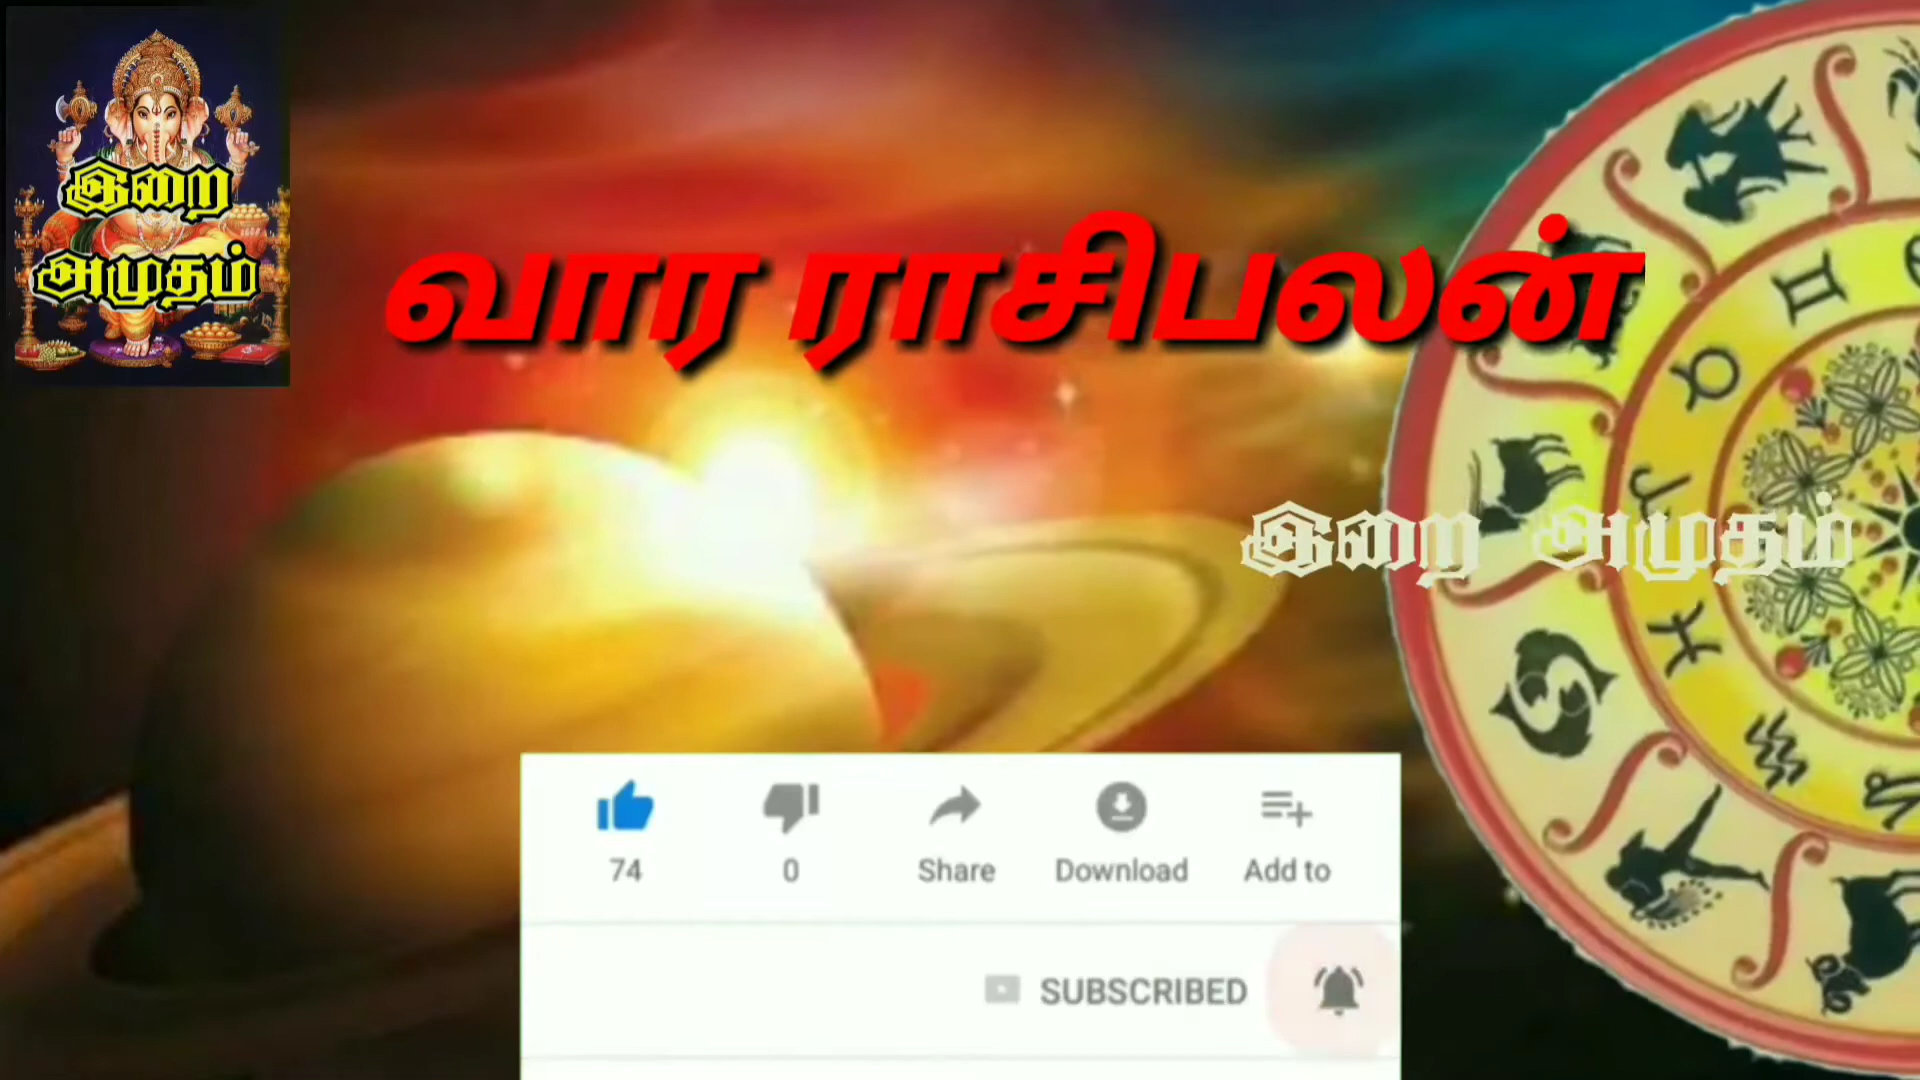 இறை
அமுதம்
வார ராசிபலன்
இறை அமுதம்
74
0
Share
Download
Add to
SUBSCRIBED